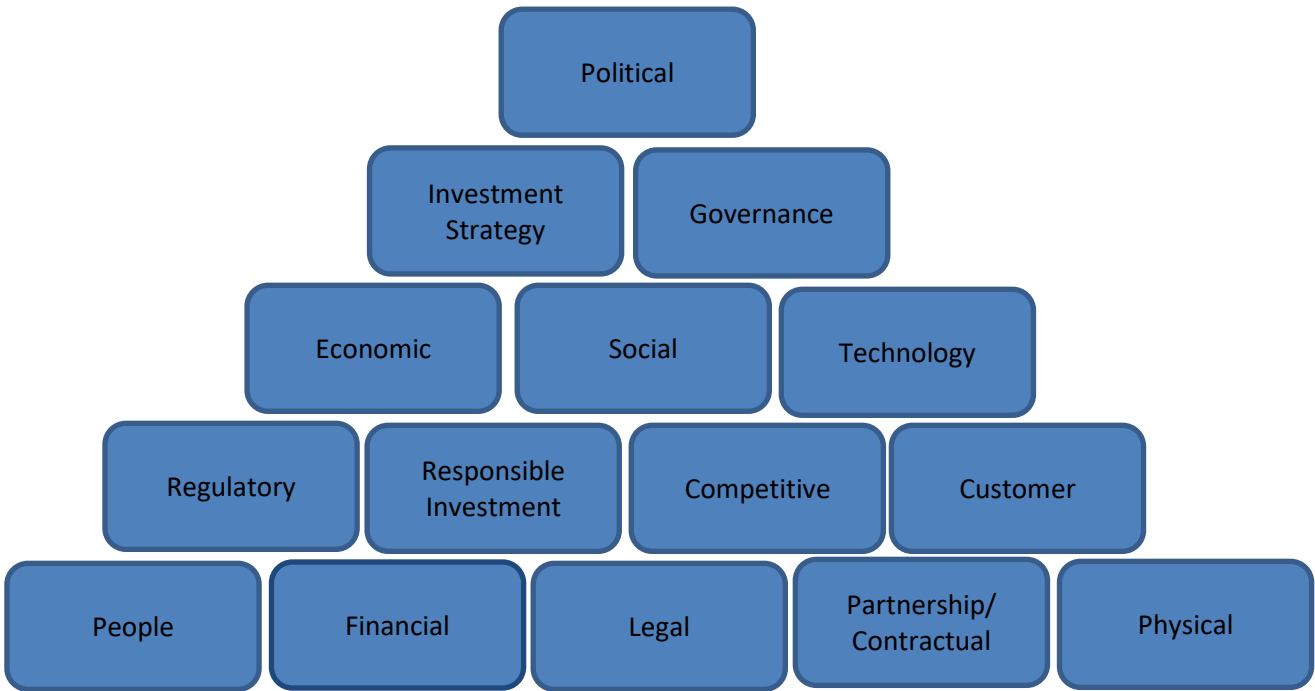 Political
Investment
Strategy
Governance
Economic
Social
Technology
Regulatory
Responsible
Investment
Competitive
Customer
People
Financial
Legal
Partnership/
Contractual
Physical